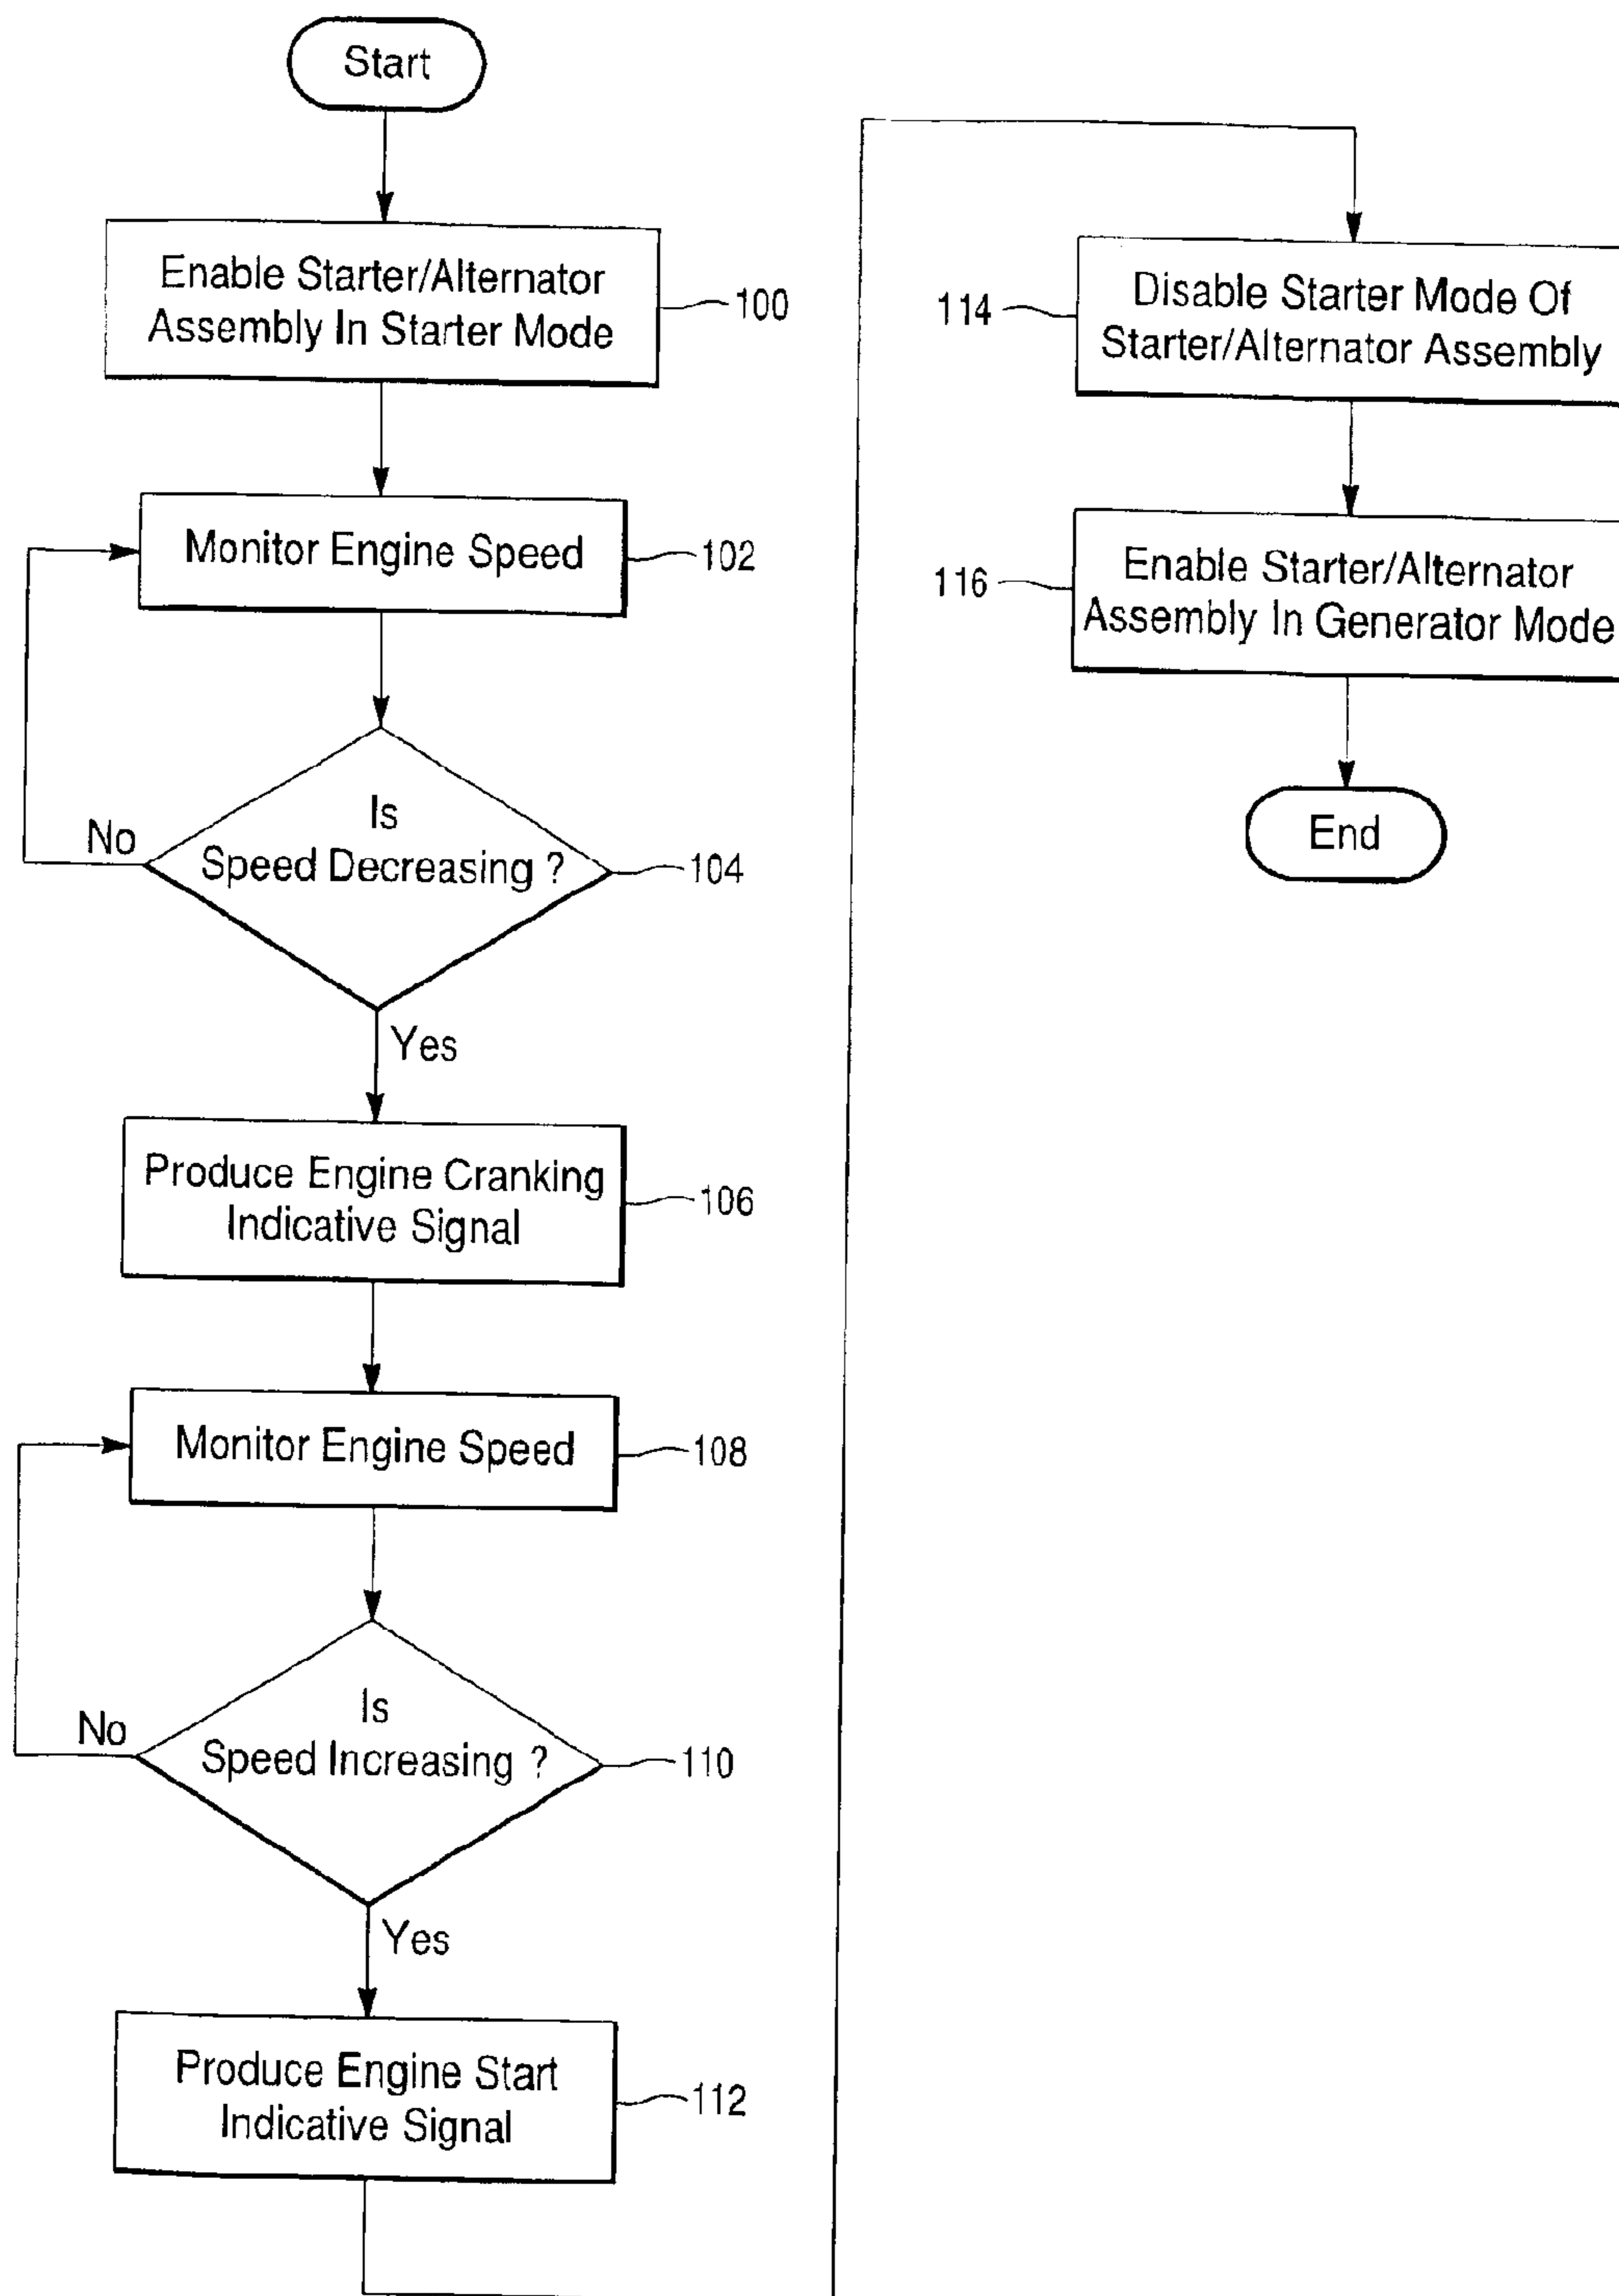 Start
Enable Starter/Alternator
Assembly In Starter Mode
100
Monitor Engine Speed
102
Is
Speed Decreasing ?
104
No
Yes
Produce Engine Cranking
Indicative Signal
106
Monitor Engine Speed
108
Is
Speed Increasing ?
110
No
Yes
Produce Engine Start
Indicative Signal
112
114
Disable Starter Mode Of
Starter/Alternator Assembly
116
Enable Starter/Alternator
Assembly In Generator Mode
End